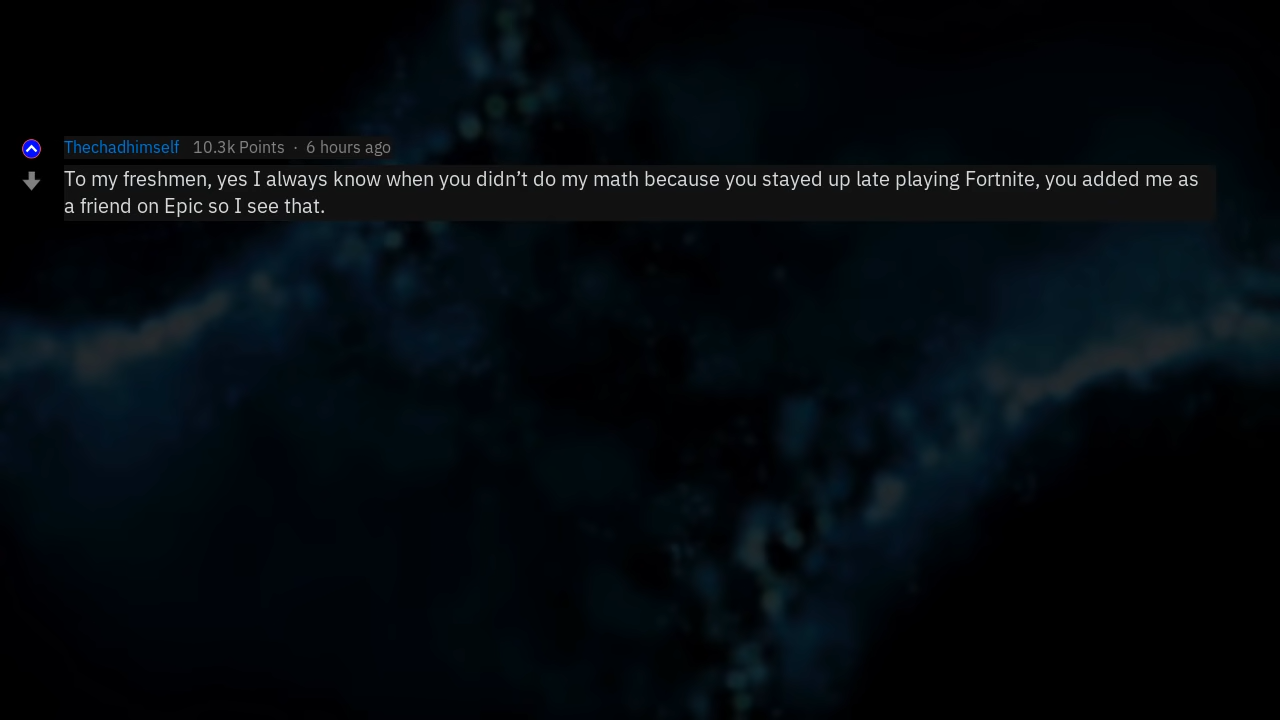 Thechadhimself 10.3k Points · 6 hours ago
To my freshmen, yes I always know when you didn’t do my math because you stayed up late playing Fortnite, you added me as
a friend on Epic so I see that.